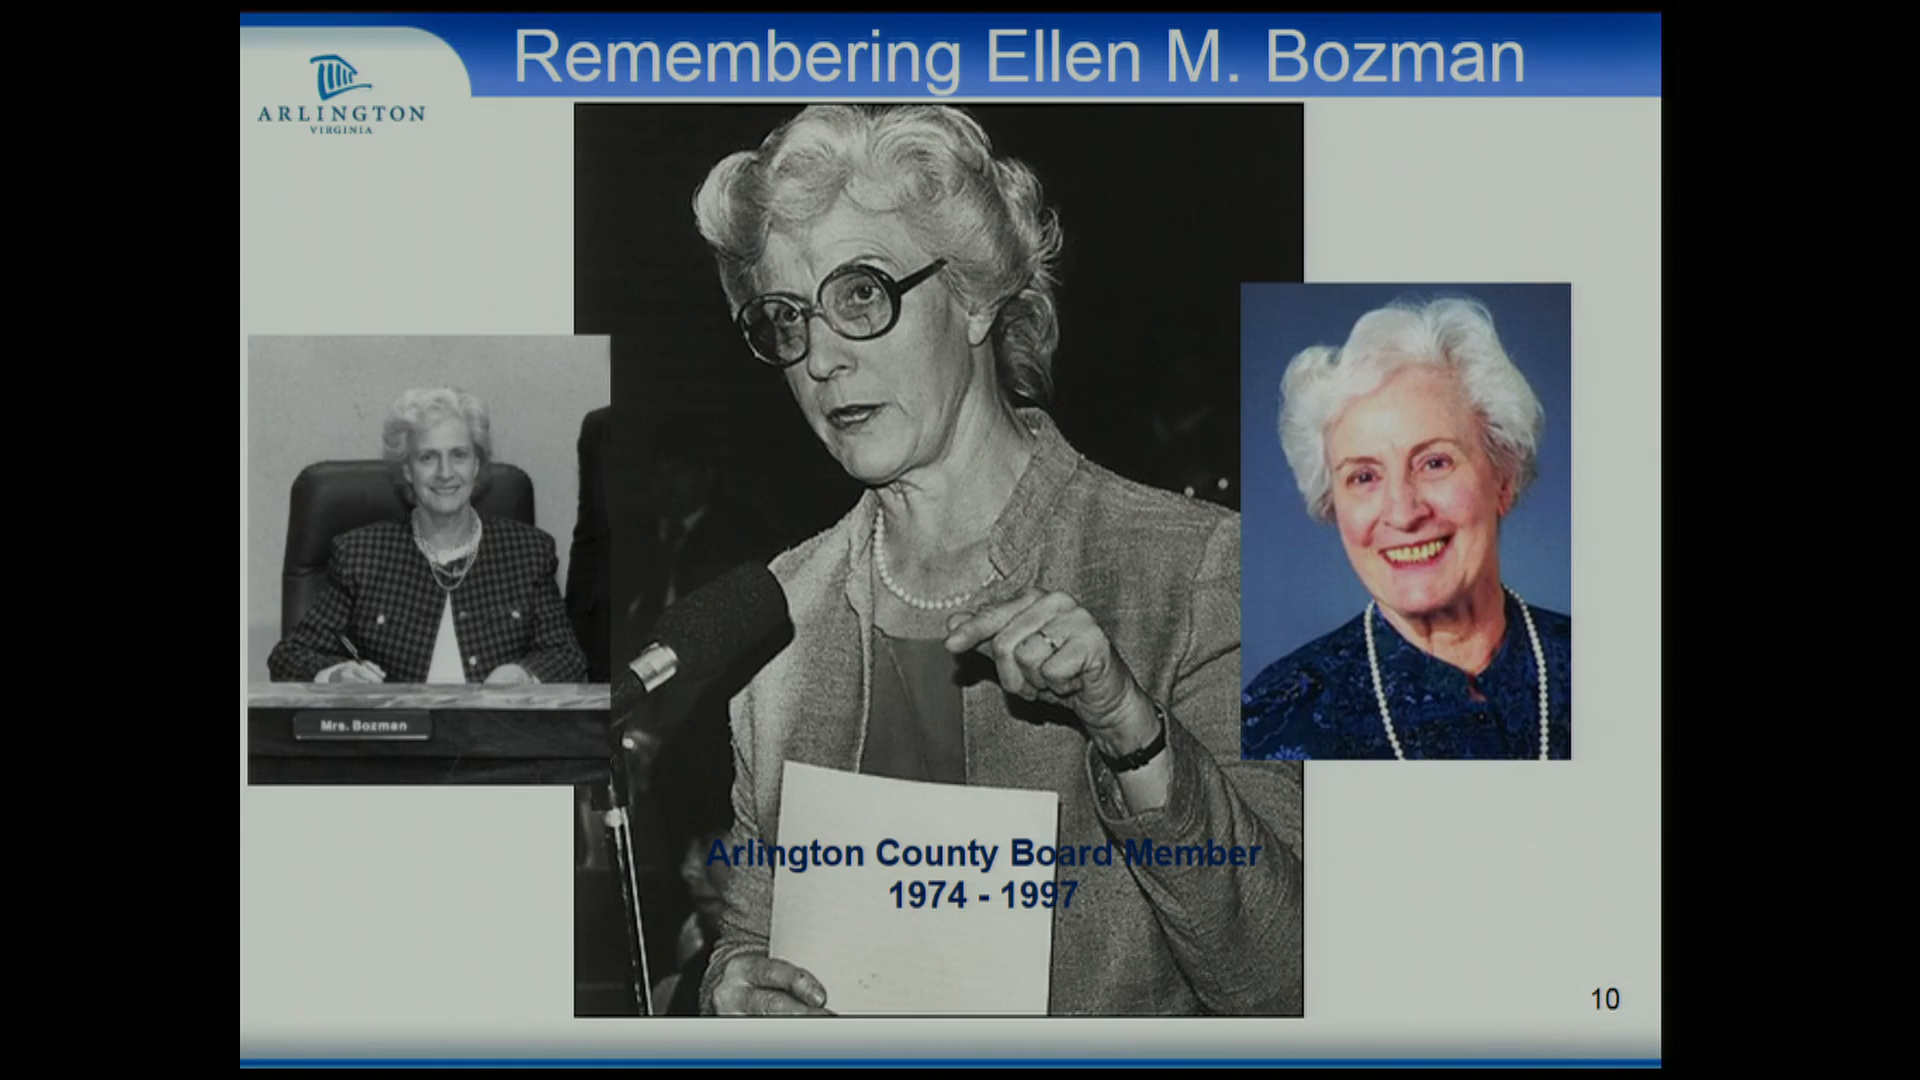 Remembering Ellen M. Bozman
ARLINGTON
VIRGINIA
Mrs. Bozman
Arlington County Board Member
1974 - 1997
10